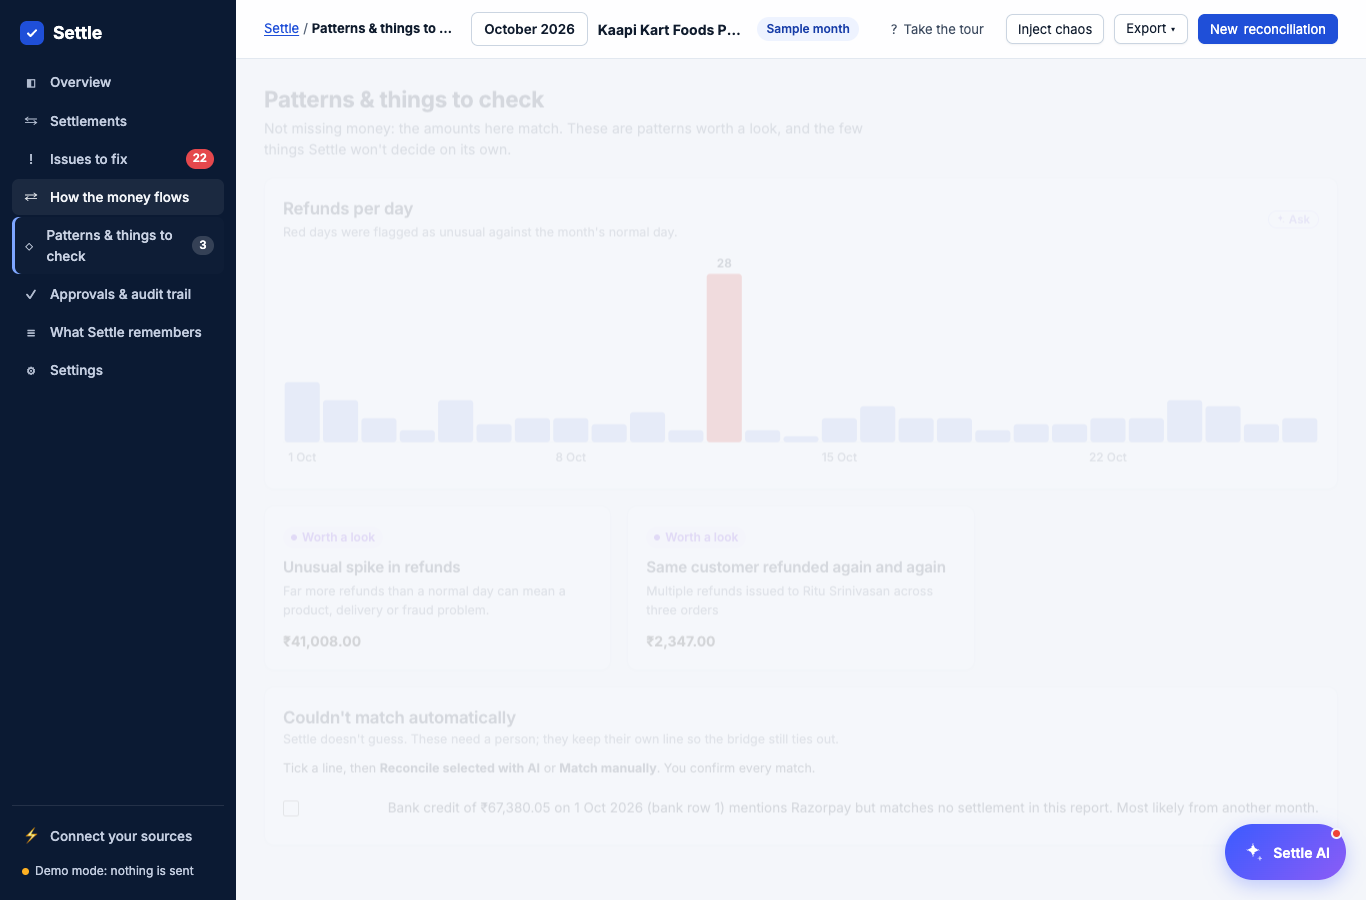 Settle
Overview
Settlements
Issues to fix
22
How the money flows
Patterns & things to
check
3
Approvals & audit trail
What Settle remembers
Settings
Connect your sources
Demo mode: nothing is sent
Settle / Patterns & things to ...
October 2026
Kaapi Kart Foods P...
Sample month
? Take the tour
Inject chaos
Export
New reconciliation
Patterns & things to check
Not missing money: the amounts here match. These are patterns worth a look, and the few
things Settle won't decide on its own.
Refunds per day
Red days were flagged as unusual against the month's normal day.
Ask
28
1 Oct
8 Oct
15 Oct
22 Oct
Worth a look
Unusual spike in refunds
Far more refunds than a normal day can mean a
product, delivery or fraud problem.
₹41,008.00
Worth a look
Same customer refunded again and again
Multiple refunds issued to Ritu Srinivasan across
three orders
₹2,347.00
Couldn't match automatically
Settle doesn't guess. These need a person; they keep their own line so the bridge still ties out.
Tick a line, then Reconcile selected with AI or Match manually. You confirm every match.
Bank credit of ₹67,380.05 on 1 Oct 2026 (bank row 1) mentions Razorpay but matches no settlement in this report. Most likely from another month.
Settle AI